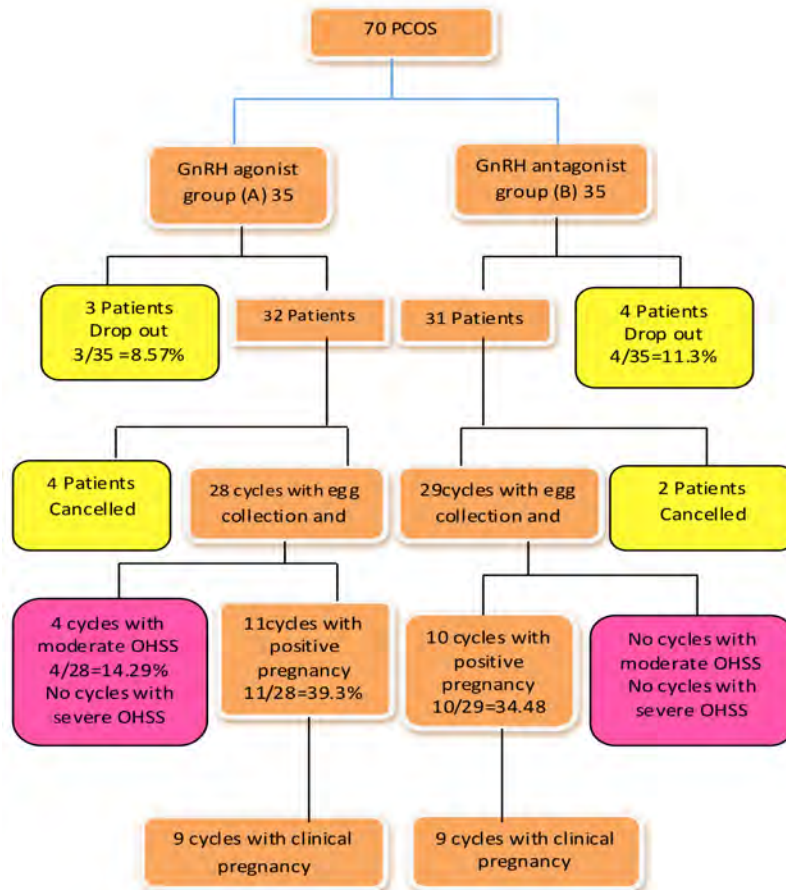 70 PCOS
GnRH agonist
group (A) 35
GnRH antagonist
group (B) 35
3 Patients
Drop out
3/35 =8.57%
32 Patients
31 Patients
4 Patients
Drop out
4/35=11.3%
4 Patients
Cancelled
28 cycles with egg
collection and
29cycles with egg
collection and
2 Patients
Cancelled
4 cycles with
moderate OHSS
4/28=14.29%
No cycles with
severe OHSS
11cycles with
positive
pregnancy
11/28=39.3%
10 cycles with
positive
pregnancy
10/29=34.48
No cycles with
moderate OHSS
No cycles with
severe OHSS
9 cycles with clinical
pregnancy
9 cycles with clinical
pregnancy